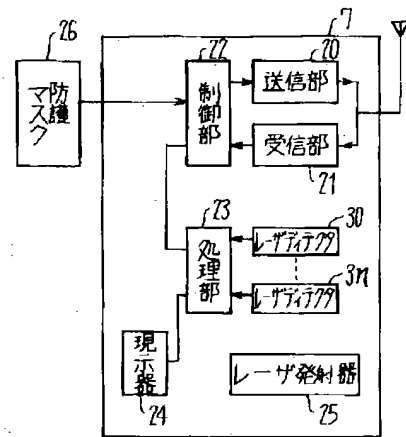 26
防護マスク
7
22
制御部
20
送信部
受信部
21
23
処理部
30
レーザディテクタ
3n
レーザディテクタ
現示器
24
レーザ発射器
25